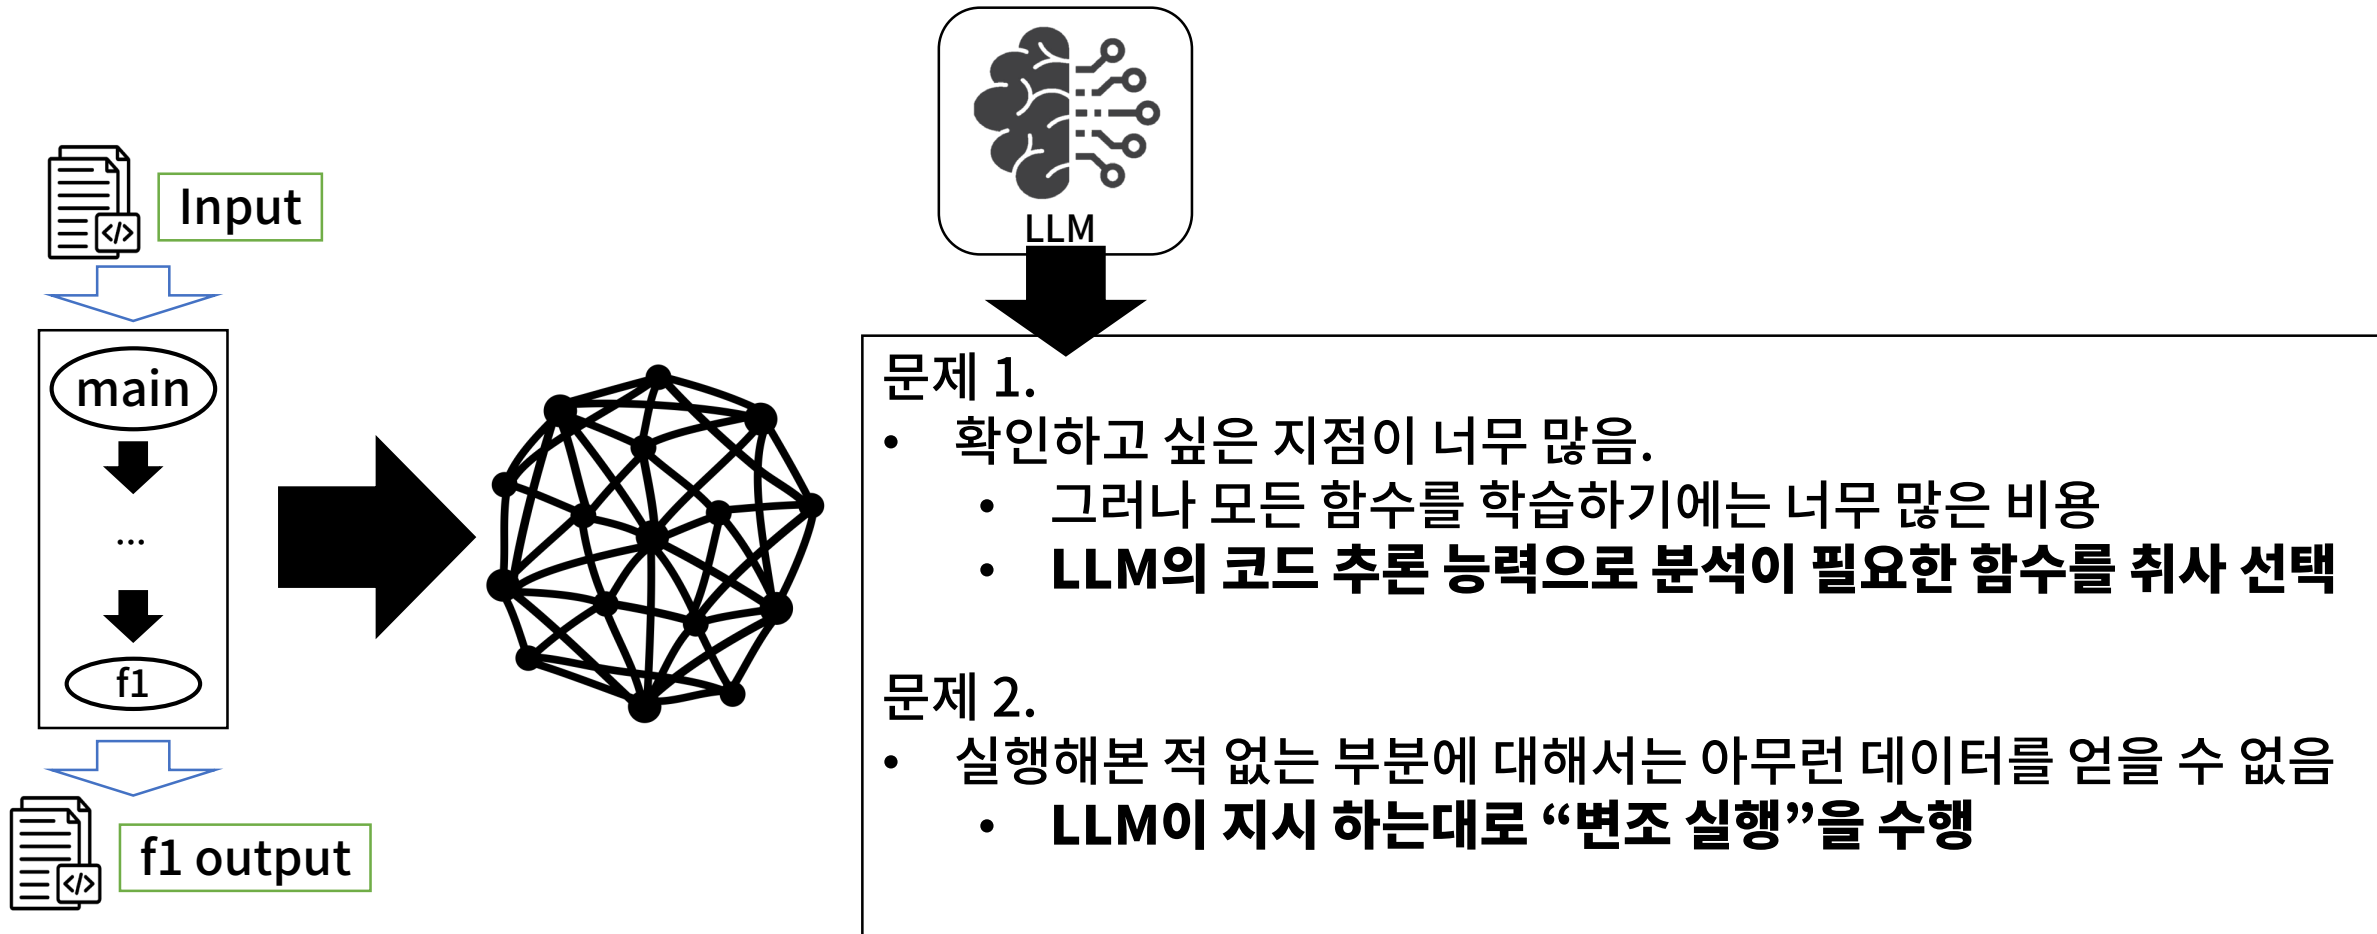 LLM
Input
</>
main
...
f1
</>
f1 output
문제 1.
• 확인하고 싶은 지점이 너무 많음.
• 그러나 모든 함수를 학습하기에는 너무 많은 비용
• LLM의 코드 추론 능력으로 분석이 필요한 함수를 취사 선택
문제 2.
• 실행해본 적 없는 부분에 대해서는 아무런 데이터를 얻을 수 없음
• LLM이 지시 하는대로 “변조 실행”을 수행